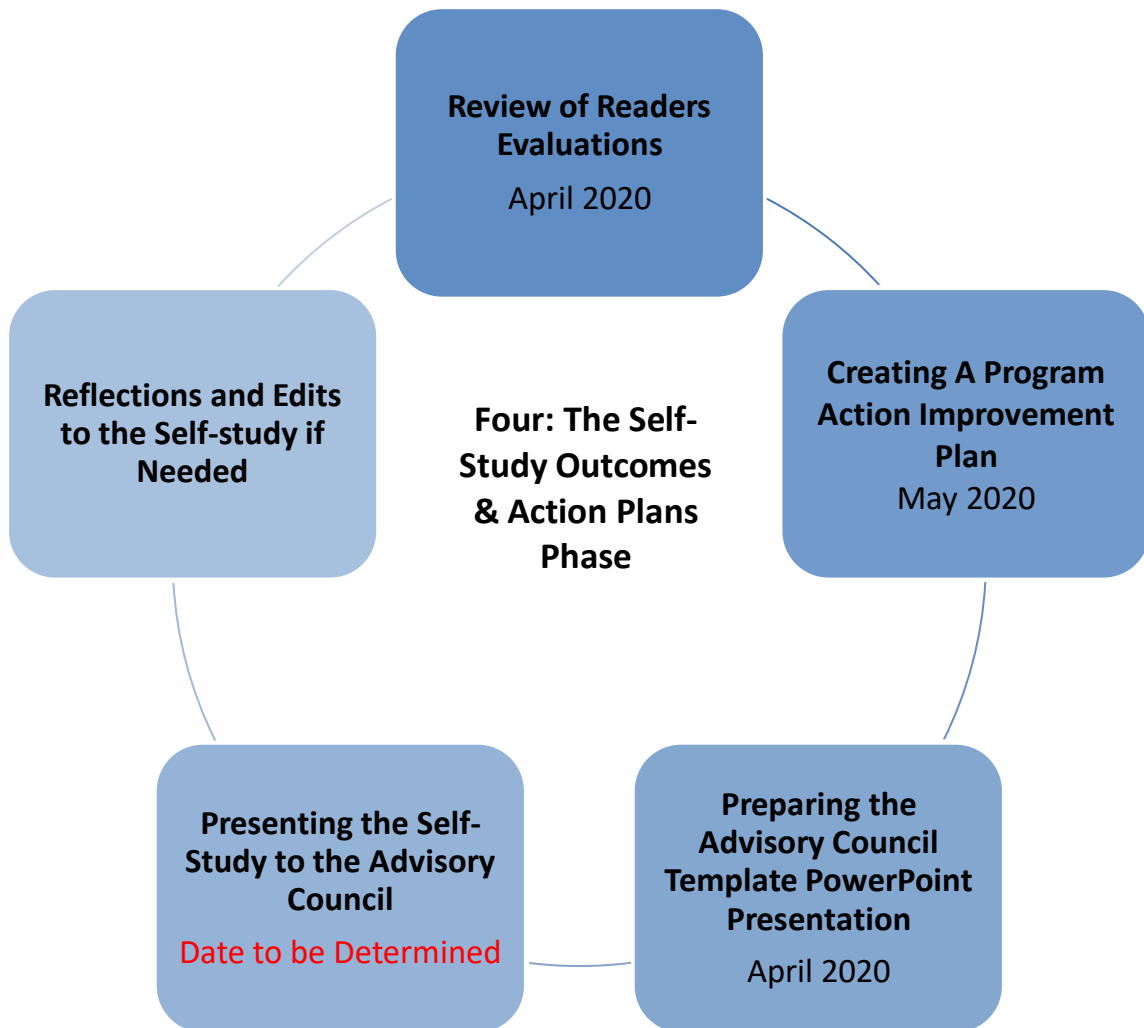 Review of Readers
Evaluations
April 2020
Creating A Program
Action Improvement
Plan
May 2020
Preparing the
Advisory Council
Template PowerPoint
Presentation
April 2020
Presenting the Self-
Study to the Advisory
Council
Date to be Determined
Reflections and Edits
to the Self-study if
Needed
Four: The Self-
Study Outcomes
& Action Plans
Phase